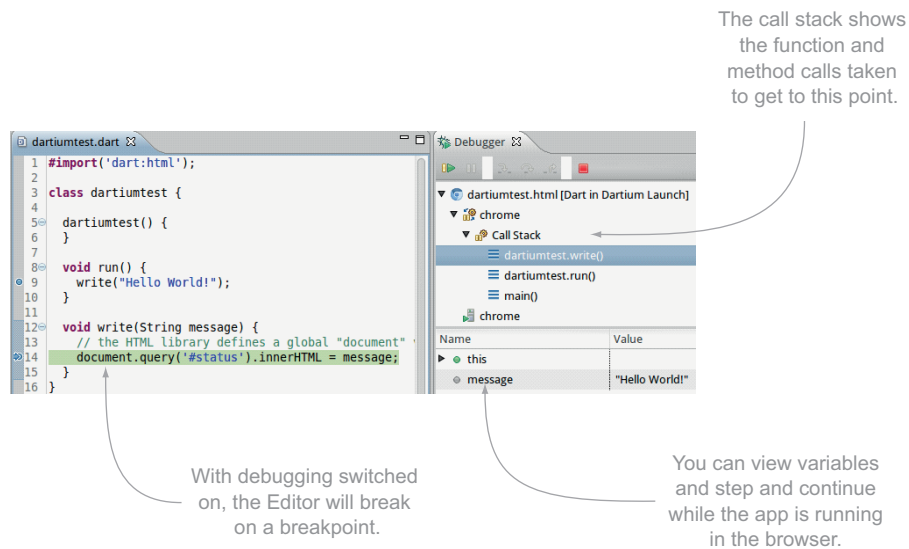 The call stack shows
the function and
method calls taken
to get to this point.
dartiumtest.dart
1 #import('dart:html');
2
3 class dartiumtest {
4
5 dartiumtest() {
6 }
7
8 void run() {
9 write("Hello World!");
10 }
11
12 void write(String message) {
13 // the HTML library defines a global "document"
14 document.query('#status').innerHTML = message;
15 }
16 }
Debugger
dartiumtest.html [Dart in Dartium Launch]
chrome
Call Stack
dartiumtest.write()
dartiumtest.run()
main()
chrome
Name Value
this
message "Hello World!"
With debugging switched
on, the Editor will break
on a breakpoint.
You can view variables
and step and continue
while the app is running
in the browser.